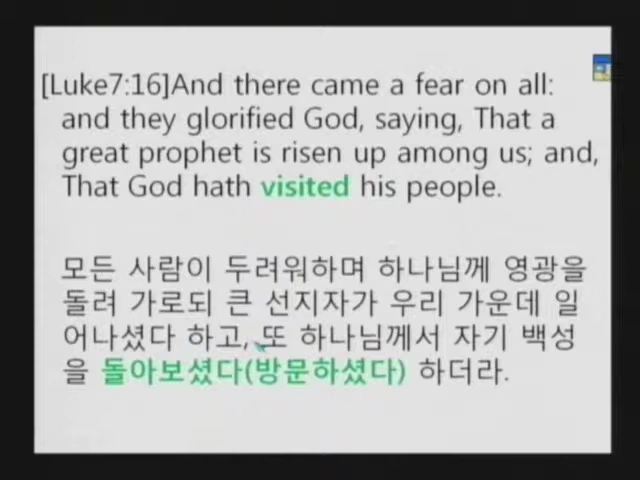 [Luke7:16]And there came a fear on all:
and they glorified God, saying, That a
great prophet is risen up among us; and,
That God hath visited his people.
모든 사람이 두려워하며 하나님께 영광을
돌려 가로되 큰 선지자가 우리 가운데 일
어나셨다 하고, 또 하나님께서 자기 백성
을 돌아보셨다(방문하셨다) 하더라.